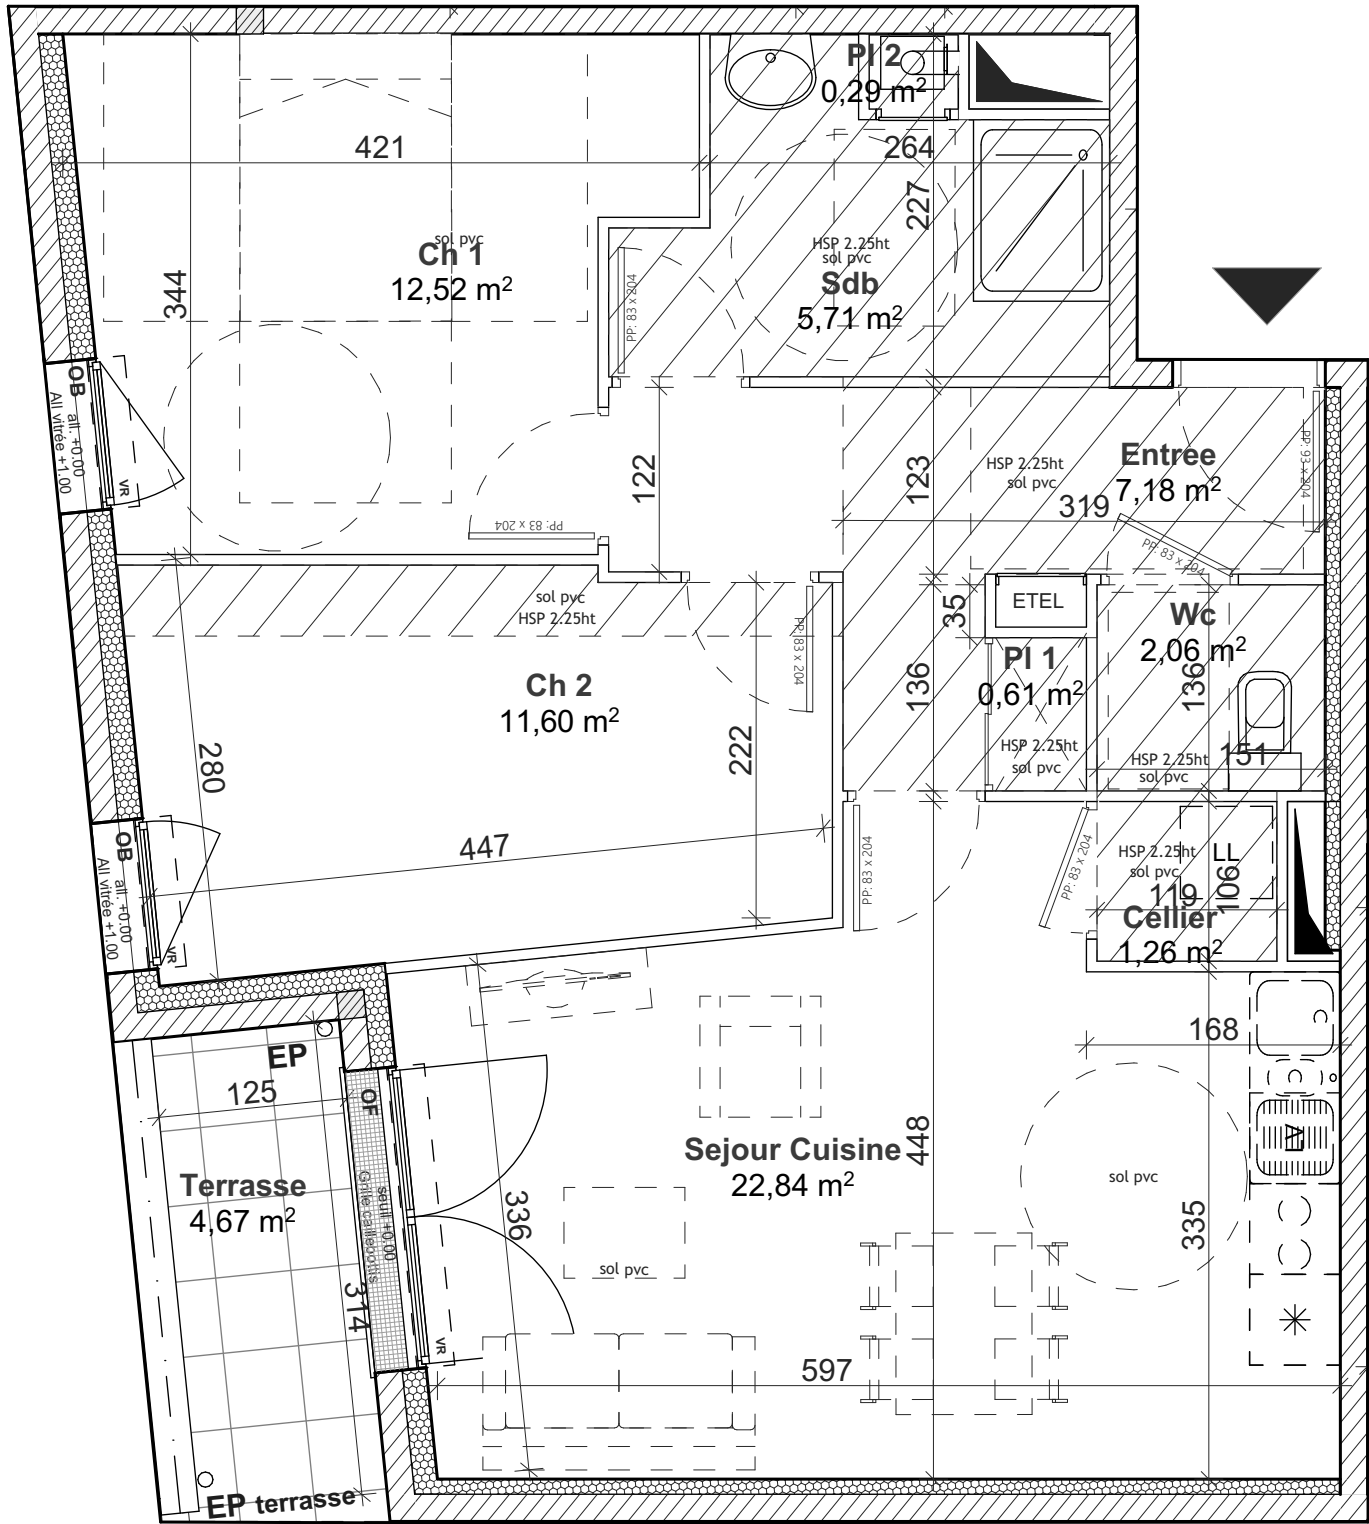 Pl 2
0,29 m²
421
264
227
sol pvc
Ch 1
12,52 m²
HSP 2.25ht
sol pvc
Sdb
5,71 m²
344
PP: 83 x 204
OB
all. +0.00
All vitrée +1.00
VR
122
123
HSP 2.25ht
sol pvc
Entree
7,18 m²
319
PP: 93 x 204
PP: 83 x 204
PP: 83 x 204
sol pvc
HSP 2.25ht
35
ETEL
Wc
2,06 m²
PP: 83 x 204
Pl 1
0,61 m²
136
136
Ch 2
11,60 m²
HSP 2.25ht
sol pvc
HSP 2.25ht
sol pvc
151
280
222
447
OB
all. +0.00
All vitrée +1.00
VR
PP: 83 x 204
PP: 83 x 204
HSP 2.25ht
sol pvc
LL
106
119
Cellier
1,26 m²
168
EP
125
OF
448
Sejour Cuisine
22,84 m²
LV
sol pvc
Terrasse
4,67 m²
seuil +0.00
Grille caillebotis
336
335
sol pvc
314
VR
597
EP terrasse